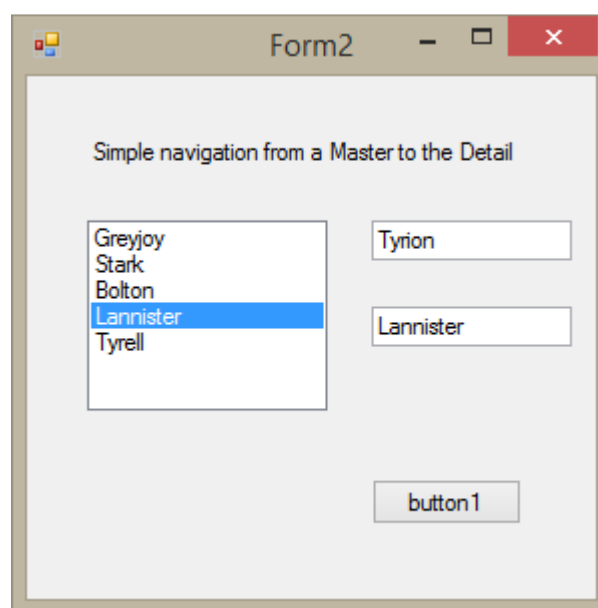 Form2
Simple navigation from a Master to the Detail
Greyjoy
Stark
Bolton
Lannister
Tyrell
Tyrion
Lannister
button1